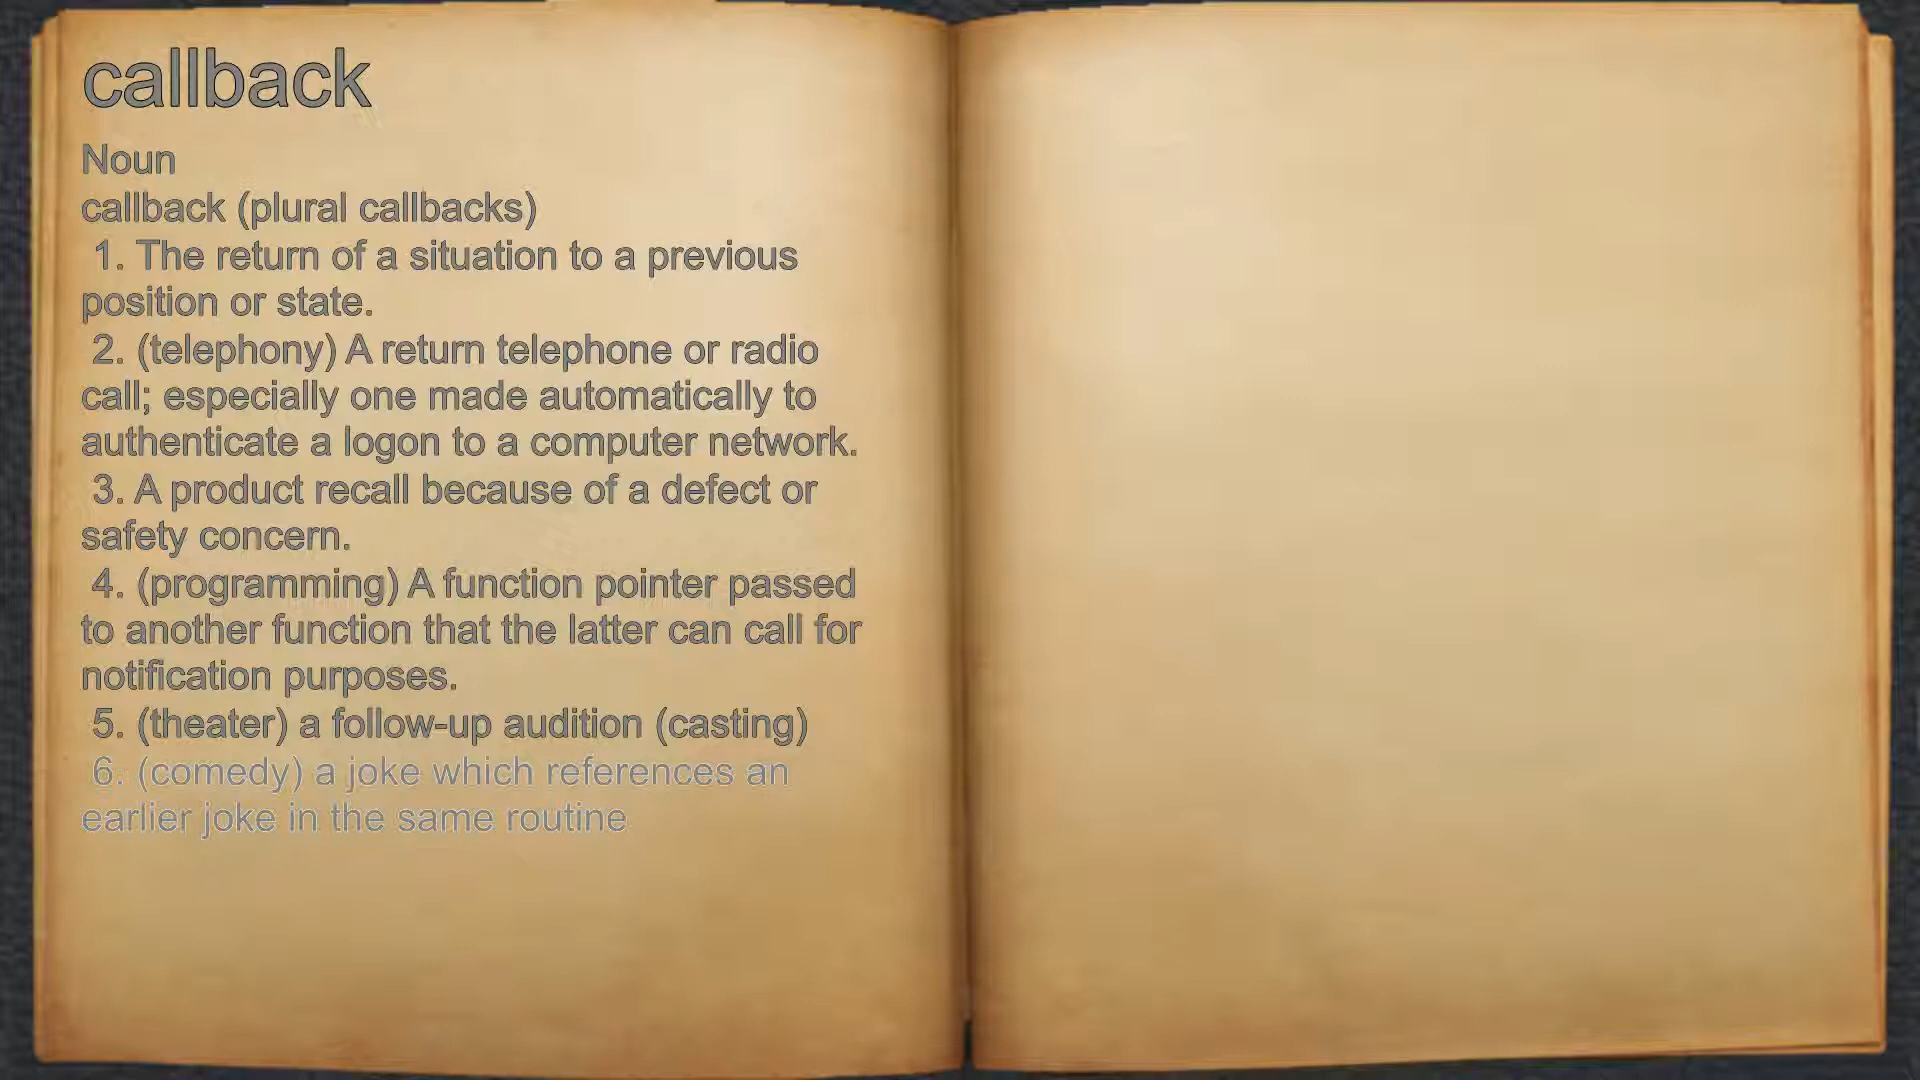 callback
Noun
callback (plural callbacks)
1. The return of a situation to a previous
position or state.
2. (telephony) A return telephone or radio
call; especially one made automatically to
authenticate a logon to a computer network.
3. A product recall because of a defect or
safety concern.
4. (programming) A function pointer passed
to another function that the latter can call for
notification purposes.
5. (theater) a follow-up audition (casting)
6. (comedy) a joke which references an
earlier joke in the same routine